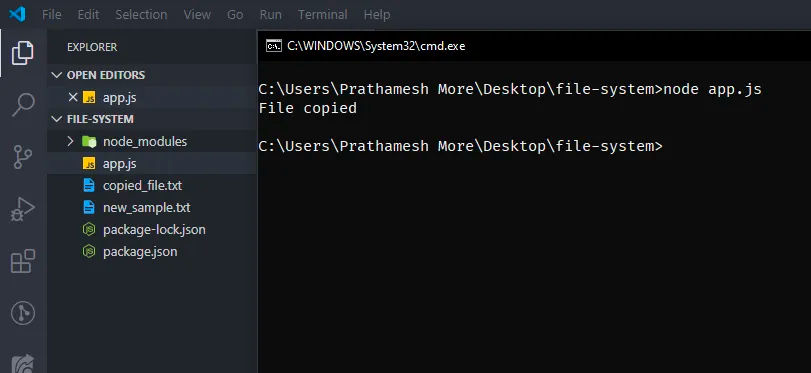 File Edit Selection View Go Run Terminal Help
EXPLORER
OPEN EDITORS
JS app.js
FILE-SYSTEM
node_modules
JS app.js
copied_file.txt
new_sample.txt
package-lock.json
package.json
C:\WINDOWS\System32\cmd.exe
C:\Users\Prathamesh More\Desktop\file-system>node app.js
File copied
C:\Users\Prathamesh More\Desktop\file-system>